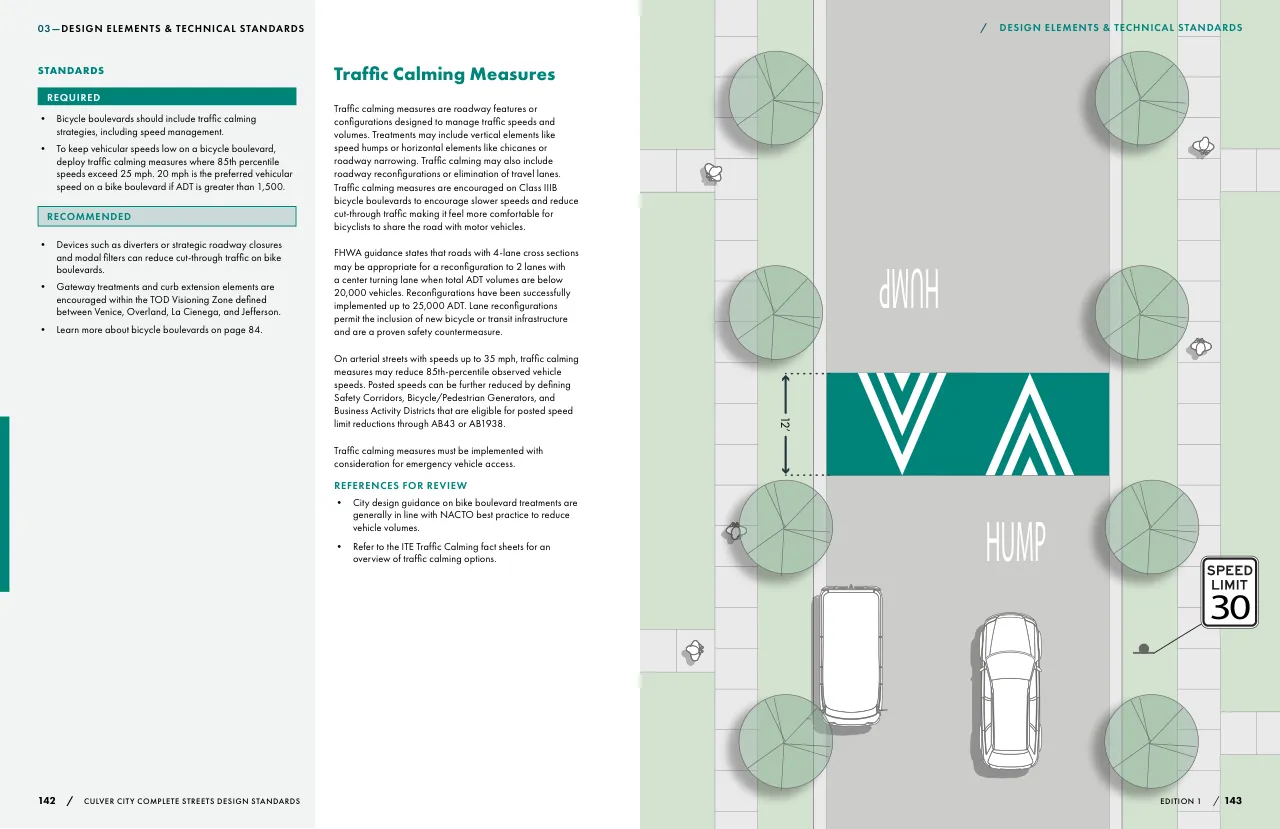 03—DESIGN ELEMENTS & TECHNICAL STANDARDS
STANDARDS
REQUIRED
• Bicycle boulevards should include traffic calming
strategies, including speed management.
• To keep vehicular speeds low on a bicycle boulevard,
deploy traffic calming measures where 85th percentile
speeds exceed 25 mph. 20 mph is the preferred vehicular
speed on a bike boulevard if ADT is greater than 1,500.
RECOMMENDED
• Devices such as diverters or strategic roadway closures
and modal filters can reduce cut-through traffic on bike
boulevards.
• Gateway treatments and curb extension elements are
encouraged within the TOD Visioning Zone defined
between Venice, Overland, La Cienega, and Jefferson.
• Learn more about bicycle boulevards on page 84.
Traffic Calming Measures
Traffic calming measures are roadway features or
configurations designed to manage traffic speeds and
volumes. Treatments may include vertical elements like
speed humps or horizontal elements like chicanes or
roadway narrowing. Traffic calming may also include
roadway reconfigurations or elimination of travel lanes.
Traffic calming measures are encouraged on Class IIIB
bicycle boulevards to encourage slower speeds and reduce
cut-through traffic making it feel more comfortable for
bicyclists to share the road with motor vehicles.
FHWA guidance states that roads with 4-lane cross sections
may be appropriate for a reconfiguration to 2 lanes with
a center turning lane when total ADT volumes are below
20,000 vehicles. Reconfigurations have been successfully
implemented up to 25,000 ADT. Lane reconfigurations
permit the inclusion of new bicycle or transit infrastructure
and are a proven safety countermeasure.
On arterial streets with speeds up to 35 mph, traffic calming
measures may reduce 85th-percentile observed vehicle
speeds. Posted speeds can be further reduced by defining
Safety Corridors, Bicycle/Pedestrian Generators, and
Business Activity Districts that are eligible for posted speed
limit reductions through AB43 or AB1938.
Traffic calming measures must be implemented with
consideration for emergency vehicle access.
REFERENCES FOR REVIEW
• City design guidance on bike boulevard treatments are
generally in line with NACTO best practice to reduce
vehicle volumes.
• Refer to the ITE Traffic Calming fact sheets for an
overview of traffic calming options.
142 / CULVER CITY COMPLETE STREETS DESIGN STANDARDS
/ DESIGN ELEMENTS & TECHNICAL STANDARDS
HUMP
12'
HUMP
SPEED
LIMIT
30
EDITION 1 / 143